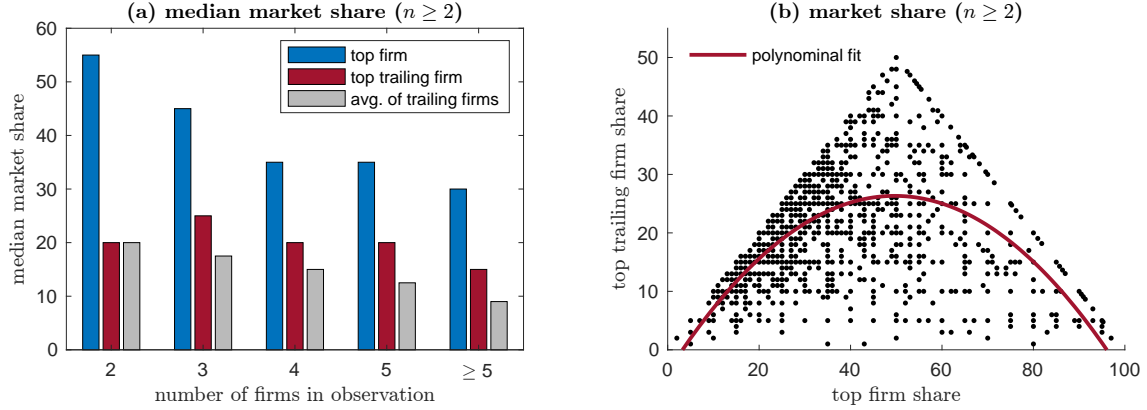 (a) median market share (n ≥ 2)
60
50
40
30
20
10
0
median market share
top firm
top trailing firm
avg. of trailing firms
2
3
4
5
≥ 5
number of firms in observation
(b) market share (n ≥ 2)
50
40
30
20
10
0
top trailing firm share
polynominal fit
0
20
40
60
80
100
top firm share